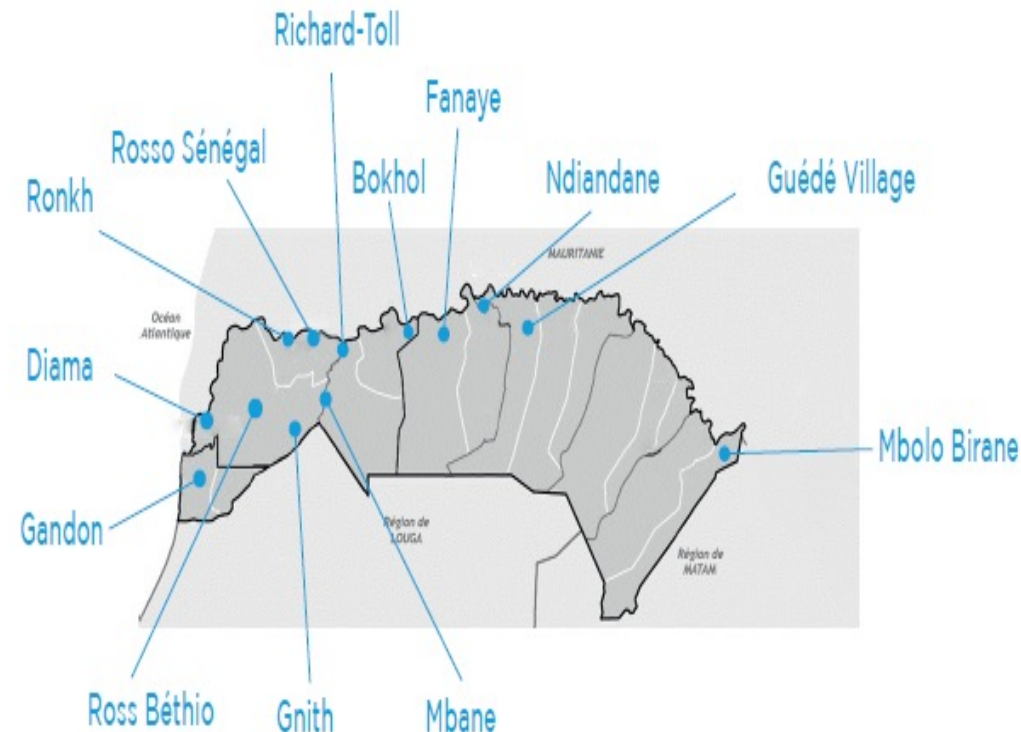 Richard-Toll
Fanaye
Rosso Sénégal
Bokhol
Ndiandane
Guédé Village
Ronkh
MAURITANIE
Océan
Atlantique
Diama
Mbolo Birane
Gandon
Région de
LOUGA
Région de
MATAM
Ross Béthio
Gnith
Mbane